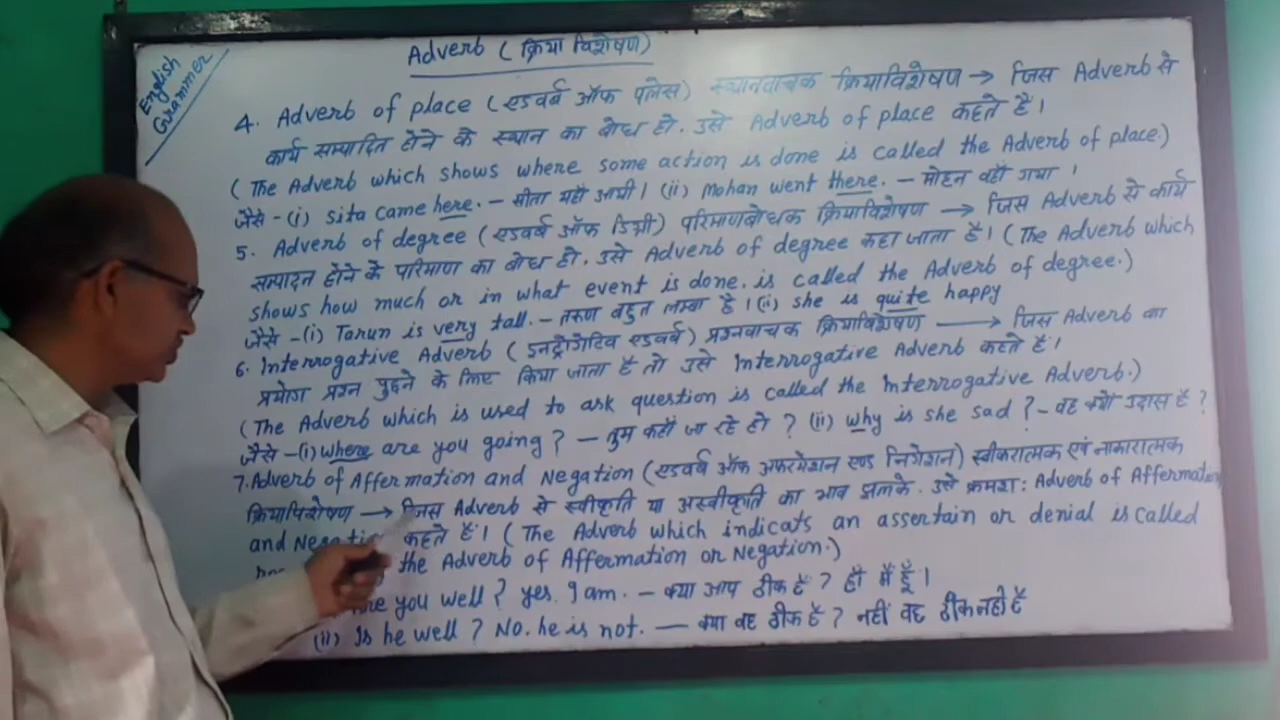 English
Grammer
Adverb (क्रिया विशेषण)
4. Adverb of place (एडवर्ब ऑफ प्लेस) स्थानवाचक क्रियाविशेषण → जिस Adverb से
कार्य सम्पादित होने के स्थान का बोध हो. उसे Adverb of place कहते हैं।
(The Adverb which shows where some action is done is called the Adverb of place)
जैसे -(i) Sita came here. - सीता यहाँ आयी। (ii) Mohan went there. - मोहन वहाँ गया ।
5. Adverb of degree (एडवर्ब ऑफ डिग्री) परिमाणबोधक क्रियाविशेषण → जिस Adverb से कार्य
सम्पादन होने के परिमाण का बोध हो. उसे Adverb of degree कहा जाता है। (The Adverb which
shows how much or in what event is done. is called the Adverb of degree.)
जैसे -(i) Tarun is very tall. - तरुण बहुत लम्बा है।(i) she is quite happy
6. Interrogative Adverb (इनट्रोगेटिव एडवर्ब) प्रश्नवाचक क्रियाविशेषण → जिस Adverb का
प्रयोग प्रश्न पुछने के लिए किया जाता है तो उसे Interrogative Adverb कहते हैं।
(The Adverb which is used to ask question is called the Interrogative Adverb.)
जैसे -(i) where are you going? - तुम कहाँ जा रहे हो ? (ii) why is she sad ? - वह क्यों उदास है ?
7. Adverb of Affermation and Negation (एडवर्ब ऑफ अफरमेशन एण्ड निगेशन) स्वीकारात्मक एवं नाकारात्मक
क्रियाविशेषण → जिस Adverb से स्वीकृति या अस्वीकृति का भाव झलके. उसे क्रमश: Adverb of Affermation
and कहते हैं। (The Adverb which indicats an assertain or denial is called
the Adverb of Affermation or Negation.)
you well? yes. I am. - क्या आप ठीक है ? हाँ मैं हूँ।
(ii) Is he well ? No. he is not. - क्या वह ठीक है ? नहीं वह ठीक नही है